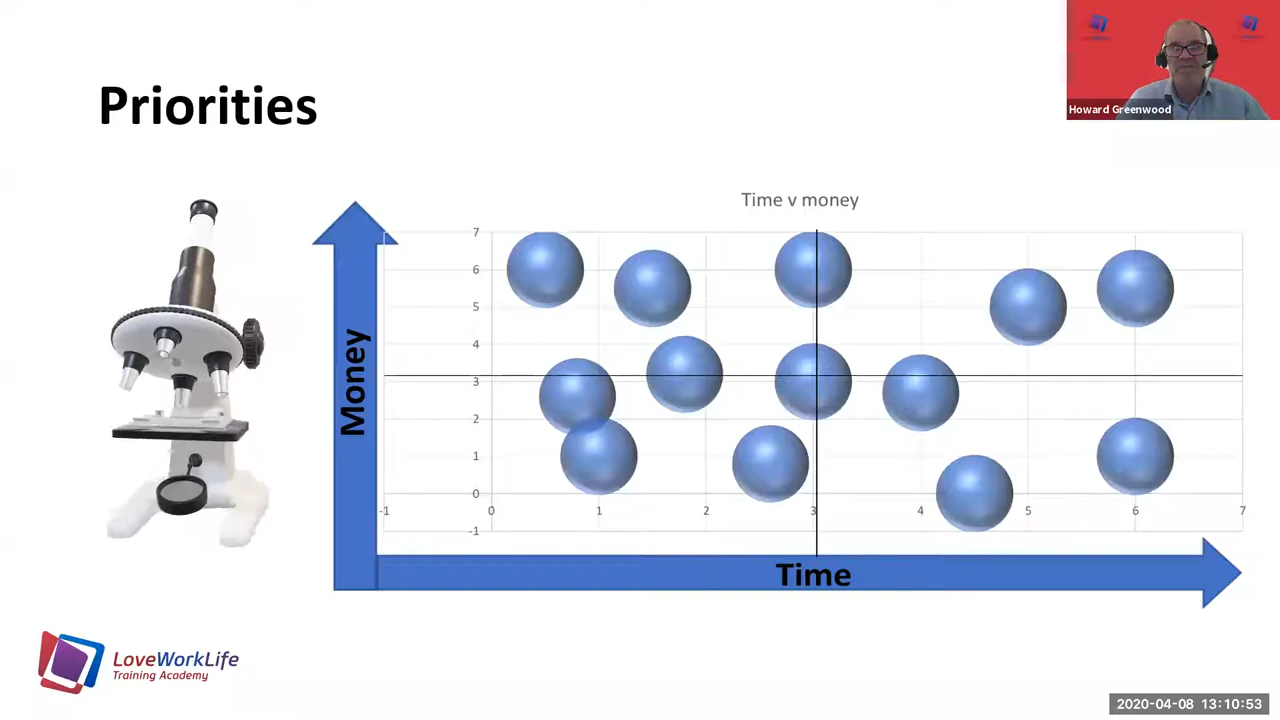 Priorities
Howard Greenwood
Time v money
7
6
5
4
3
2
1
0
-1
-1 0 1 2 3 4 5 6 7
Money
Time
LoveWorkLife
Training Academy
2020-04-08 13:10:53